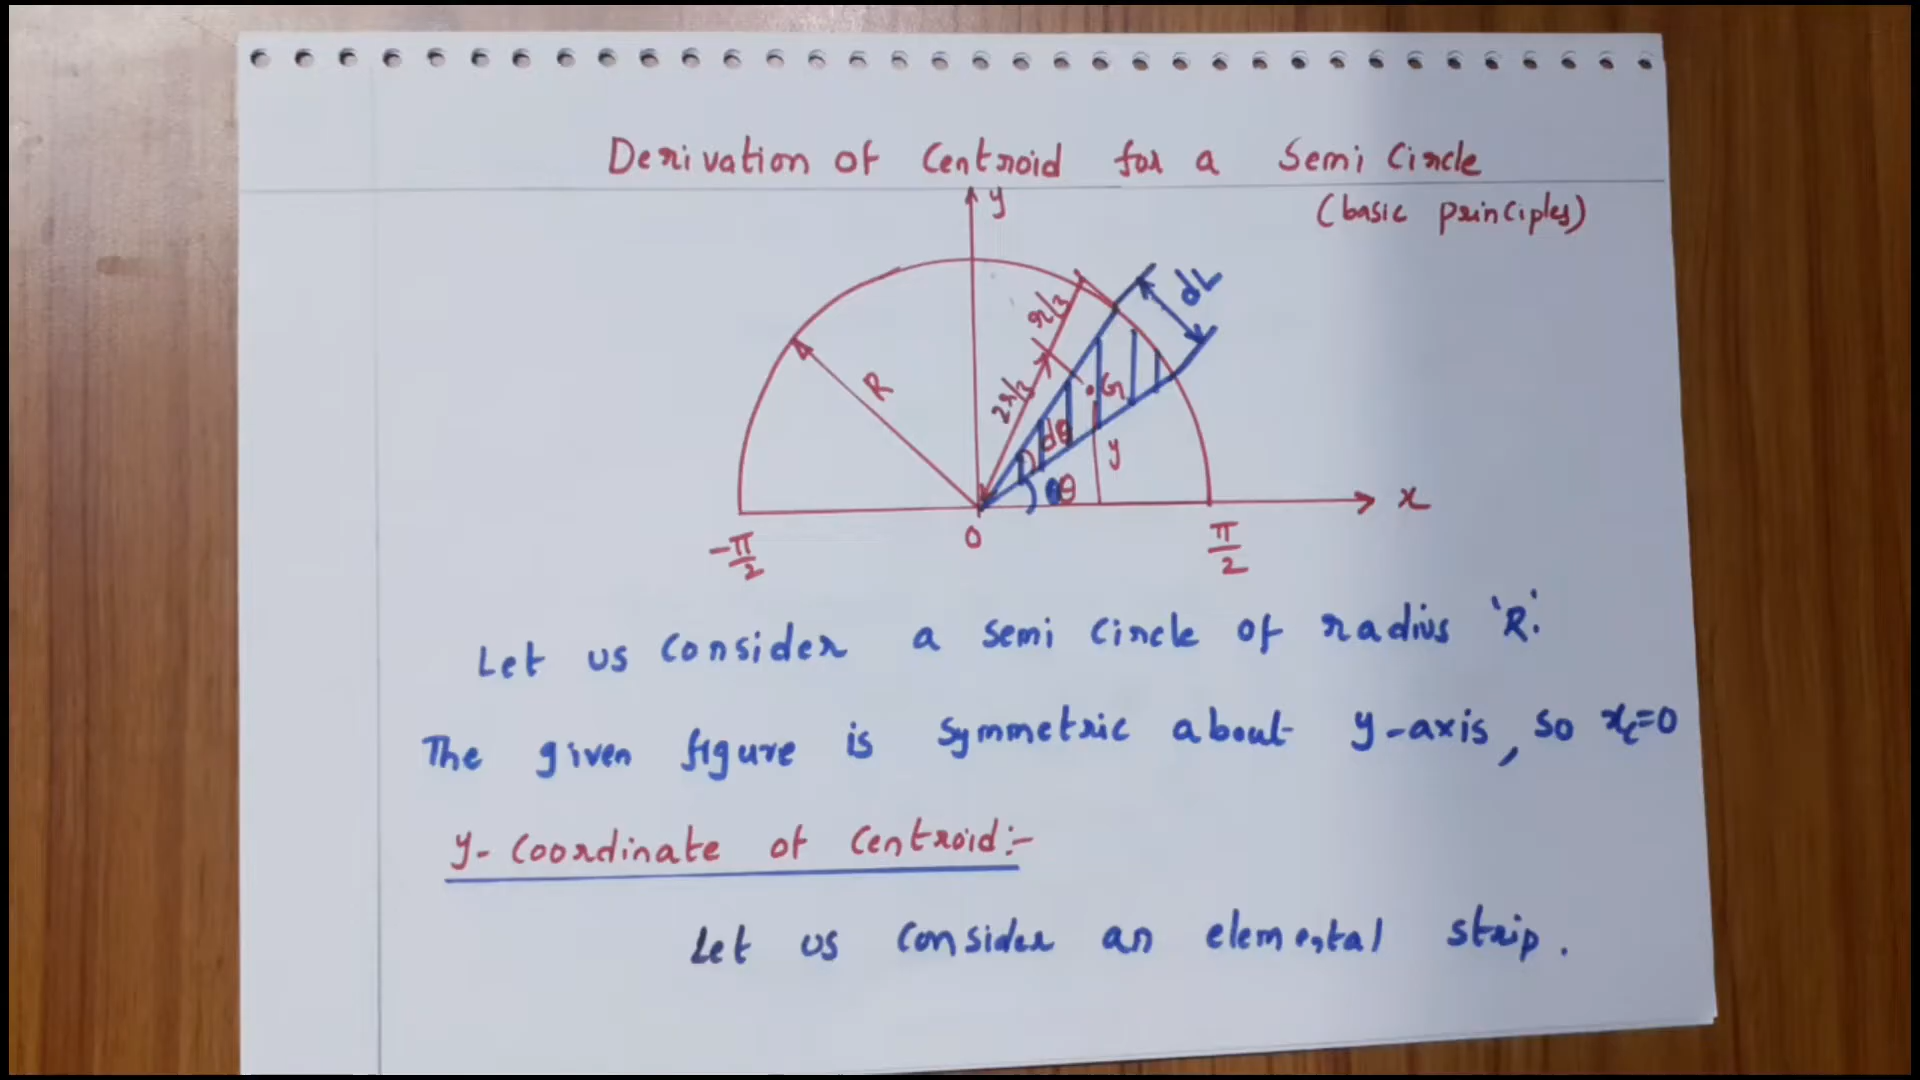 Derivation of Centroid for a Semi Circle
(basic principles)
y
dL
r/3
R
2r/3
G
dθ
y
θ
x
0
-π/2
π/2
Let us consider a semi circle of radius 'R'.
The given figure is symmetric about y-axis, so x_c=0
y-coordinate of centroid:-
Let us consider an elemental strip.